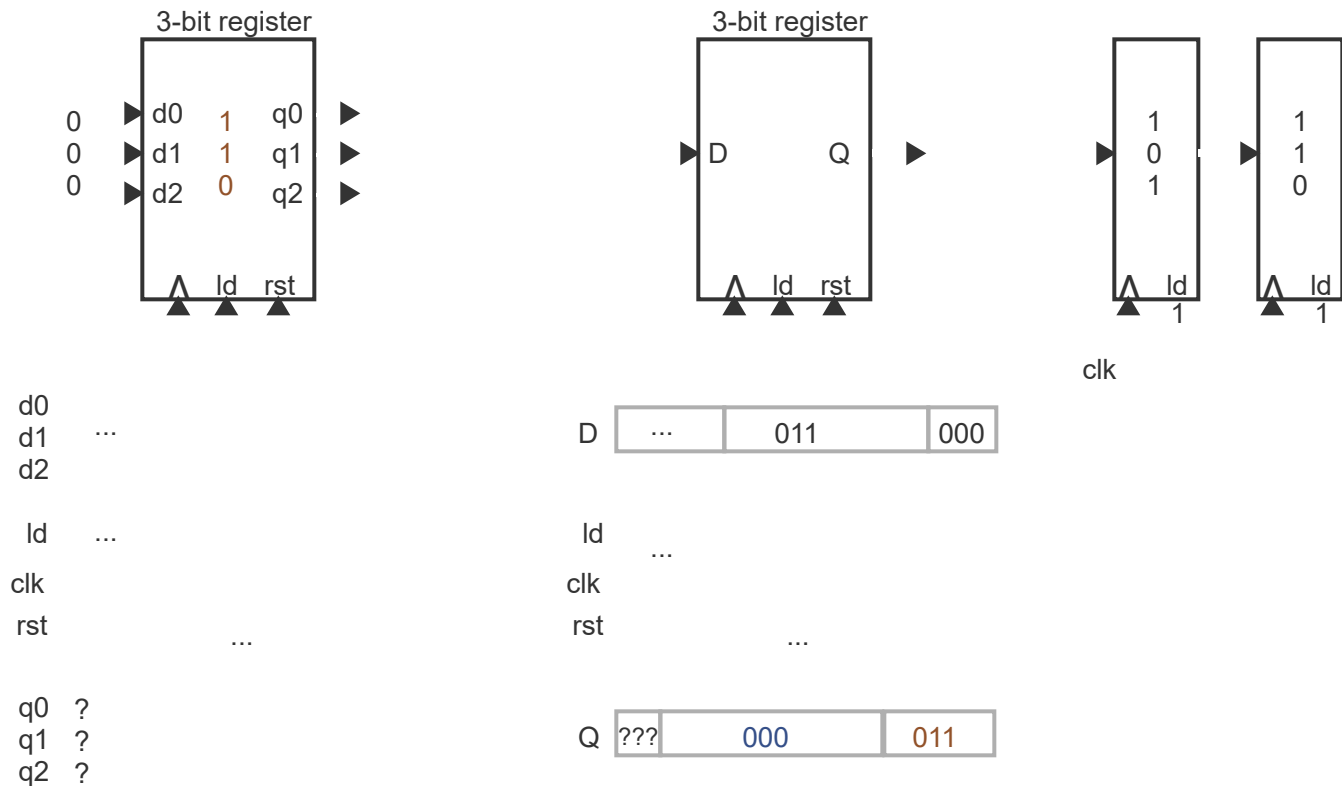 3-bit register
0 d0 1 q0
0 d1 1 q1
0 d2 0 q2
ld rst
d0
d1 ...
d2
ld ...
clk
rst ...
q0 ?
q1 ?
q2 ?
3-bit register
D Q
ld rst
D ... 011 000
ld ...
clk
rst ...
Q ??? 000 011
1
0
1
ld
1
1
1
0
ld
1
clk